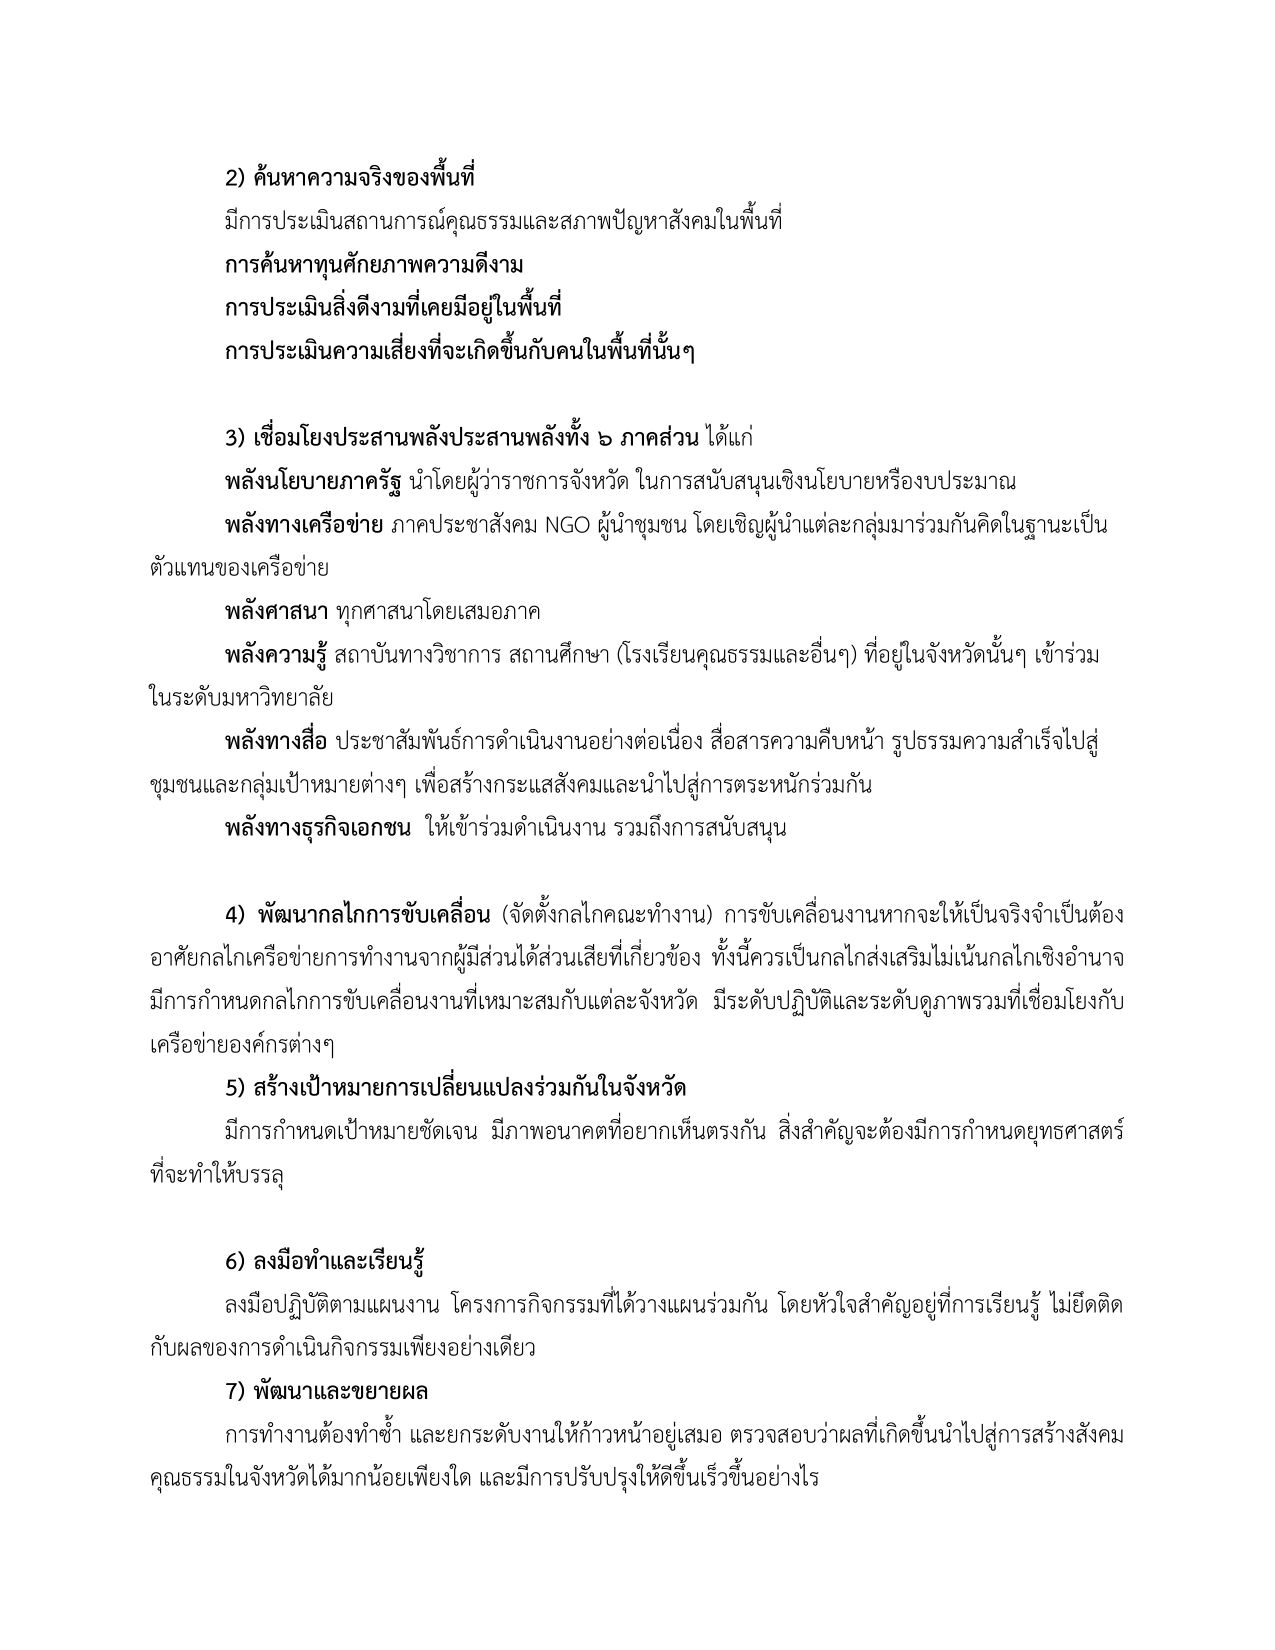 2) ค้นหาความจริงของพื้นที่
มีการประเมินสถานการณ์คุณธรรมและสภาพปัญหาสังคมในพื้นที่
การค้นหาทุนศักยภาพความดีงาม
การประเมินสิ่งดีงามที่เคยมีอยู่ในพื้นที่
การประเมินความเสี่ยงที่จะเกิดขึ้นกับคนในพื้นที่นั้นๆ
3) เชื่อมโยงประสานพลังประสานพลังทั้ง ๖ ภาคส่วน ได้แก่
พลังนโยบายภาครัฐ นำโดยผู้ว่าราชการจังหวัด ในการสนับสนุนเชิงนโยบายหรืองบประมาณ
พลังทางเครือข่าย ภาคประชาสังคม NGO ผู้นำชุมชน โดยเชิญผู้นำแต่ละกลุ่มมาร่วมกันคิดในฐานะเป็น
ตัวแทนของเครือข่าย
พลังศาสนา ทุกศาสนาโดยเสมอภาค
พลังความรู้ สถาบันทางวิชาการ สถานศึกษา (โรงเรียนคุณธรรมและอื่นๆ) ที่อยู่ในจังหวัดนั้นๆ เข้าร่วม
ในระดับมหาวิทยาลัย
พลังทางสื่อ ประชาสัมพันธ์การดำเนินงานอย่างต่อเนื่อง สื่อสารความคืบหน้า รูปธรรมความสำเร็จไปสู่
ชุมชนและกลุ่มเป้าหมายต่างๆ เพื่อสร้างกระแสสังคมและนำไปสู่การตระหนักร่วมกัน
พลังทางธุรกิจเอกชน ให้เข้าร่วมดำเนินงาน รวมถึงการสนับสนุน
4) พัฒนากลไกการขับเคลื่อน (จัดตั้งกลไกคณะทำงาน) การขับเคลื่อนงานหากจะให้เป็นจริงจำเป็นต้อง
อาศัยกลไกเครือข่ายการทำงานจากผู้มีส่วนได้ส่วนเสียที่เกี่ยวข้อง ทั้งนี้ควรเป็นกลไกส่งเสริมไม่เน้นกลไกเชิงอำนาจ
มีการกำหนดกลไกการขับเคลื่อนงานที่เหมาะสมกับแต่ละจังหวัด มีระดับปฏิบัติและระดับดูภาพรวมที่เชื่อมโยงกับ
เครือข่ายองค์กรต่างๆ
5) สร้างเป้าหมายการเปลี่ยนแปลงร่วมกันในจังหวัด
มีการกำหนดเป้าหมายชัดเจน มีภาพอนาคตที่อยากเห็นตรงกัน สิ่งสำคัญจะต้องมีการกำหนดยุทธศาสตร์
ที่จะทำให้บรรลุ
6) ลงมือทำและเรียนรู้
ลงมือปฏิบัติตามแผนงาน โครงการกิจกรรมที่ได้วางแผนร่วมกัน โดยหัวใจสำคัญอยู่ที่การเรียนรู้ ไม่ยึดติด
กับผลของการดำเนินกิจกรรมเพียงอย่างเดียว
7) พัฒนาและขยายผล
การทำงานต้องทำซ้ำ และยกระดับงานให้ก้าวหน้าอยู่เสมอ ตรวจสอบว่าผลที่เกิดขึ้นนำไปสู่การสร้างสังคม
คุณธรรมในจังหวัดได้มากน้อยเพียงใด และมีการปรับปรุงให้ดีขึ้นเร็วขึ้นอย่างไร